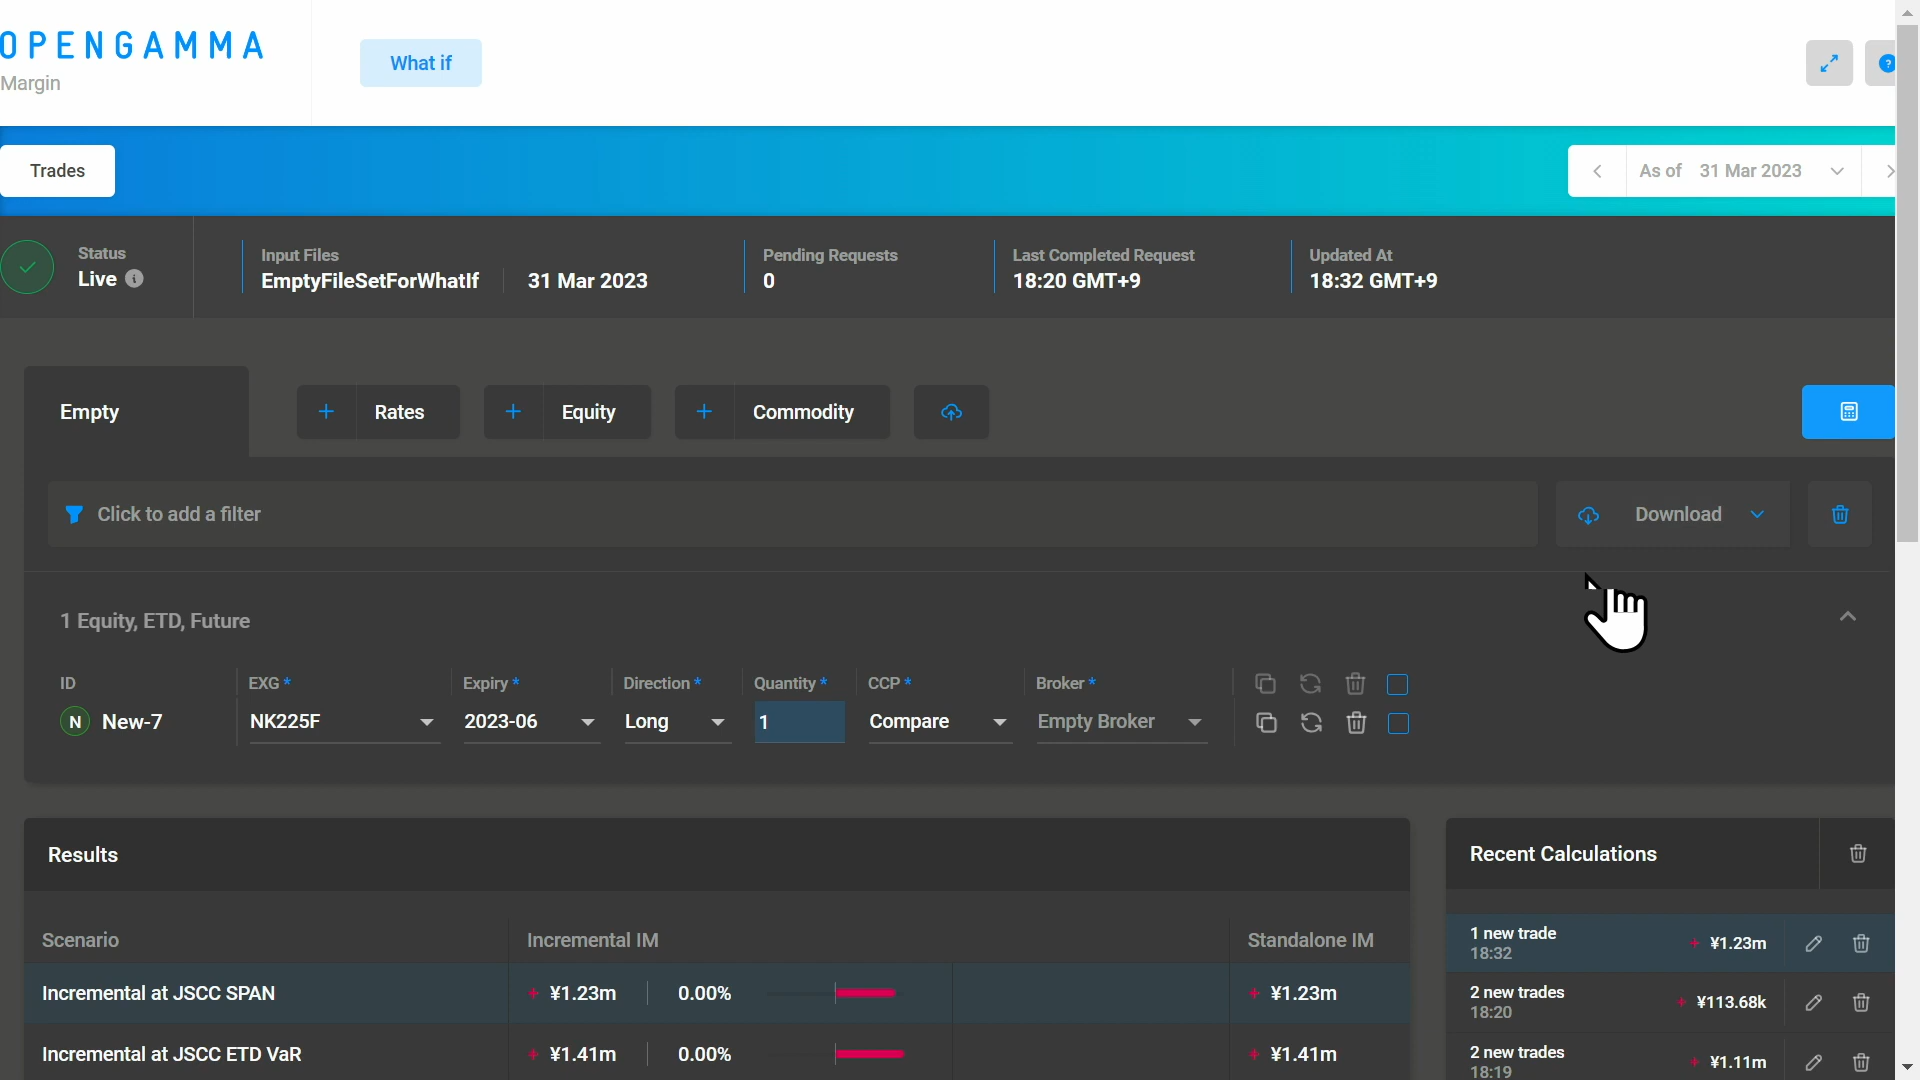 OPENGAMMA
Margin
What if
?
Trades
As of 31 Mar 2023
Status
Live
Input Files
EmptyFileSetForWhatIf 31 Mar 2023
Pending Requests
0
Last Completed Request
18:20 GMT+9
Updated At
18:32 GMT+9
Empty
+ Rates
+ Equity
+ Commodity
Click to add a filter
Download
1 Equity, ETD, Future
ID EXG * Expiry * Direction * Quantity * CCP * Broker *
N New-7 NK225F 2023-06 Long 1 Compare Empty Broker
Results
Scenario Incremental IM Standalone IM
Incremental at JSCC SPAN + ¥1.23m 0.00% + ¥1.23m
Incremental at JSCC ETD VaR + ¥1.41m 0.00% + ¥1.41m
Recent Calculations
1 new trade + ¥1.23m
18:32
2 new trades + ¥113.68k
18:20
2 new trades + ¥1.11m
18:19